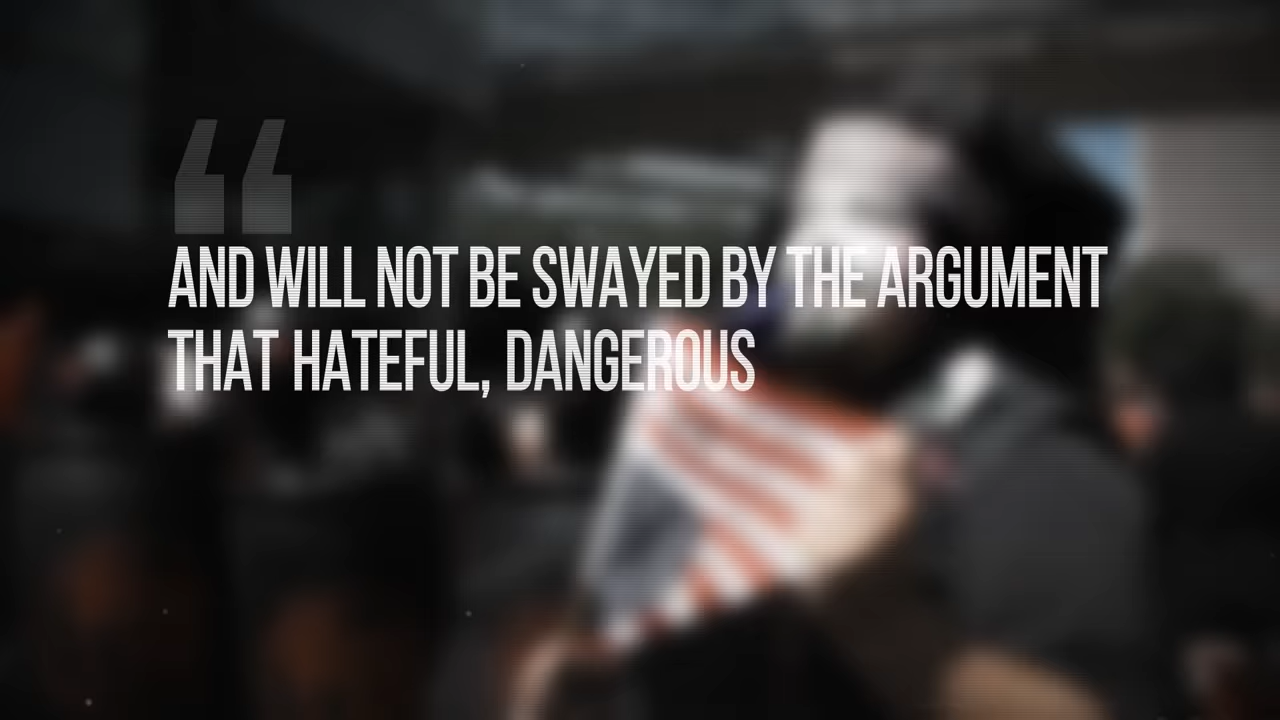 “
AND WILL NOT BE SWAYED BY THE ARGUMENT
THAT HATEFUL, DANGEROUS